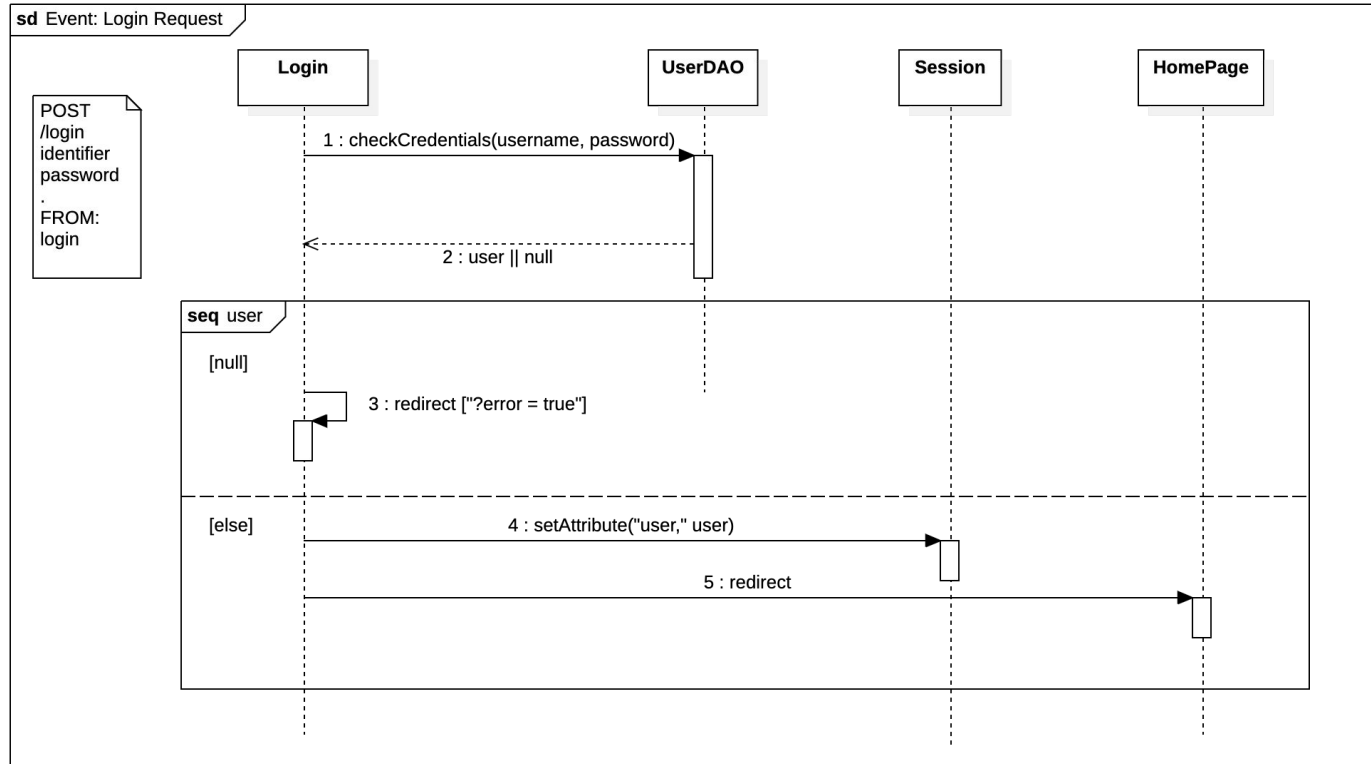 sd Event: Login Request
Login
UserDAO
Session
HomePage
POST
/login
identifier
password
.
FROM:
login
1 : checkCredentials(username, password)
2 : user || null
seq user
[null]
3 : redirect ["?error = true"]
[else]
4 : setAttribute("user," user)
5 : redirect